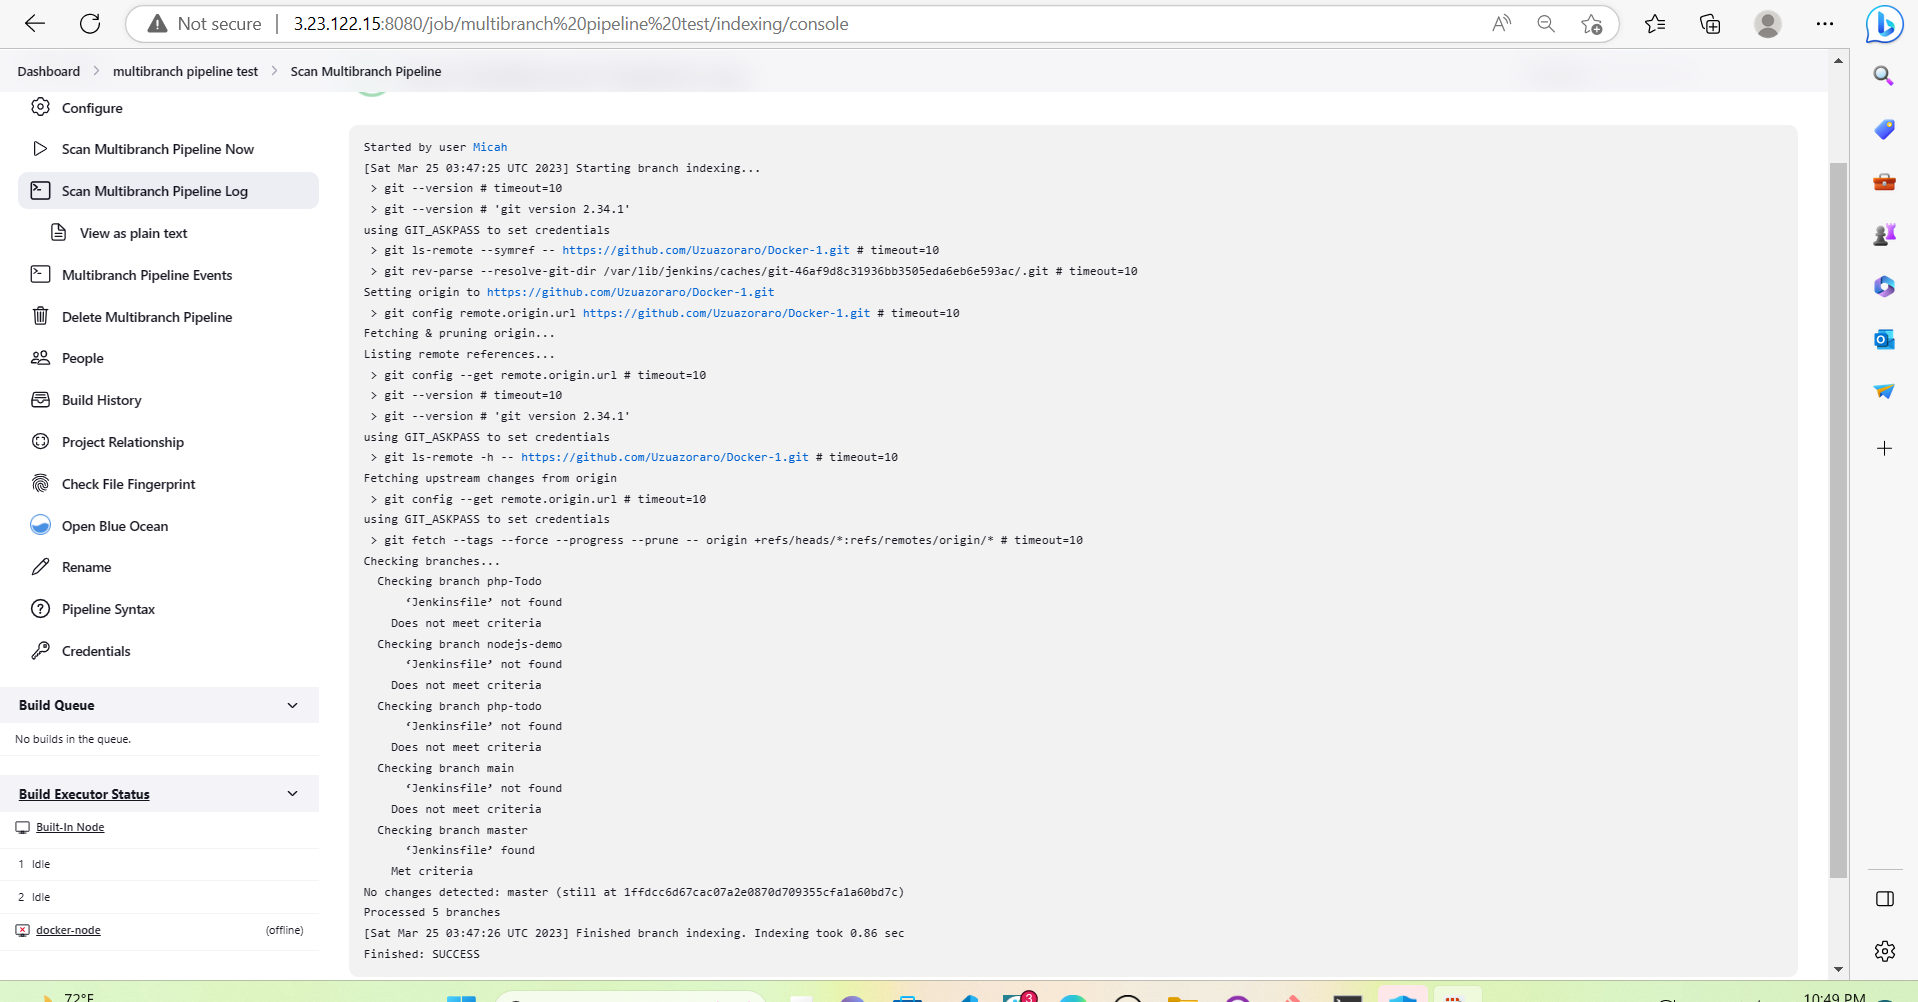 Not secure | 3.23.122.15:8080/job/multibranch%20pipeline%20test/indexing/console
Dashboard > multibranch pipeline test > Scan Multibranch Pipeline
Configure
Scan Multibranch Pipeline Now
Scan Multibranch Pipeline Log
View as plain text
Multibranch Pipeline Events
Delete Multibranch Pipeline
People
Build History
Project Relationship
Check File Fingerprint
Open Blue Ocean
Rename
Pipeline Syntax
Credentials
Build Queue
No builds in the queue.
Build Executor Status
Built-In Node
1 Idle
2 Idle
docker-node (offline)
Started by user Micah
[Sat Mar 25 03:47:25 UTC 2023] Starting branch indexing...
> git --version # timeout=10
> git --version # 'git version 2.34.1'
using GIT_ASKPASS to set credentials
> git ls-remote --symref -- https://github.com/Uzuazoraro/Docker-1.git # timeout=10
> git rev-parse --resolve-git-dir /var/lib/jenkins/caches/git-46af9d8c31936bb3505eda6eb6e593ac/.git # timeout=10
Setting origin to https://github.com/Uzuazoraro/Docker-1.git
> git config remote.origin.url https://github.com/Uzuazoraro/Docker-1.git # timeout=10
Fetching & pruning origin...
Listing remote references...
> git config --get remote.origin.url # timeout=10
> git --version # timeout=10
> git --version # 'git version 2.34.1'
using GIT_ASKPASS to set credentials
> git ls-remote -h -- https://github.com/Uzuazoraro/Docker-1.git # timeout=10
Fetching upstream changes from origin
> git config --get remote.origin.url # timeout=10
using GIT_ASKPASS to set credentials
> git fetch --tags --force --progress --prune -- origin +refs/heads/*:refs/remotes/origin/* # timeout=10
Checking branches...
Checking branch php-Todo
‘Jenkinsfile’ not found
Does not meet criteria
Checking branch nodejs-demo
‘Jenkinsfile’ not found
Does not meet criteria
Checking branch php-todo
‘Jenkinsfile’ not found
Does not meet criteria
Checking branch main
‘Jenkinsfile’ not found
Does not meet criteria
Checking branch master
‘Jenkinsfile’ found
Met criteria
No changes detected: master (still at 1ffdcc6d67cac07a2e0870d709355cfa1a60bd7c)
Processed 5 branches
[Sat Mar 25 03:47:26 UTC 2023] Finished branch indexing. Indexing took 0.86 sec
Finished: SUCCESS
72°F
3
10:49 PM